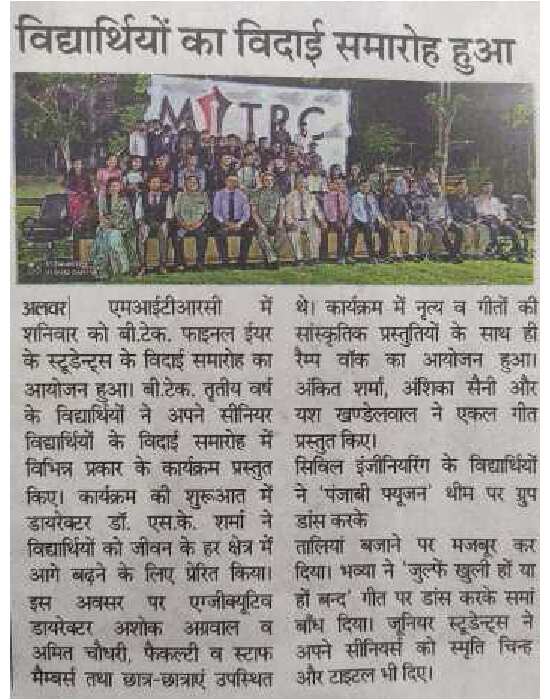 विद्यार्थियों का विदाई समारोह हुआ
MITRC
अलवर| एमआईटीआरसी में
शनिवार को बी.टेक. फाइनल ईयर
के स्टूडेन्ट्स के विदाई समारोह का
आयोजन हुआ। बी.टेक. तृतीय वर्ष
के विद्यार्थियों ने अपने सीनियर
विद्यार्थियों के विदाई समारोह में
विभिन्न प्रकार के कार्यक्रम प्रस्तुत
किए। कार्यक्रम की शुरूआत में
डायरेक्टर डॉ. एस.के. शर्मा ने
विद्यार्थियों को जीवन के हर क्षेत्र में
आगे बढ़ने के लिए प्रेरित किया।
इस अवसर पर एग्जीक्यूटिव
डायरेक्टर अशोक अग्रवाल व
अमित चौधरी, फैकल्टी व स्टाफ
मैम्बर्स तथा छात्र-छात्राएं उपस्थित
थे। कार्यक्रम में नृत्य व गीतों की
सांस्कृतिक प्रस्तुतियों के साथ ही
रैम्प वॉक का आयोजन हुआ।
अंकित शर्मा, अंशिका सैनी और
यश खण्डेलवाल ने एकल गीत
प्रस्तुत किए।
सिविल इंजीनियरिंग के विद्यार्थियों
ने 'पंजाबी फ्यूजन' थीम पर ग्रुप
डांस करके
तालियां बजाने पर मजबूर कर
दिया। भव्या ने 'जुल्फें खुली हों या
हों बन्द' गीत पर डांस करके समां
बाँध दिया। जूनियर स्टूडेन्ट्स ने
अपने सीनियर्स को स्मृति चिन्ह
और टाइटल भी दिए।